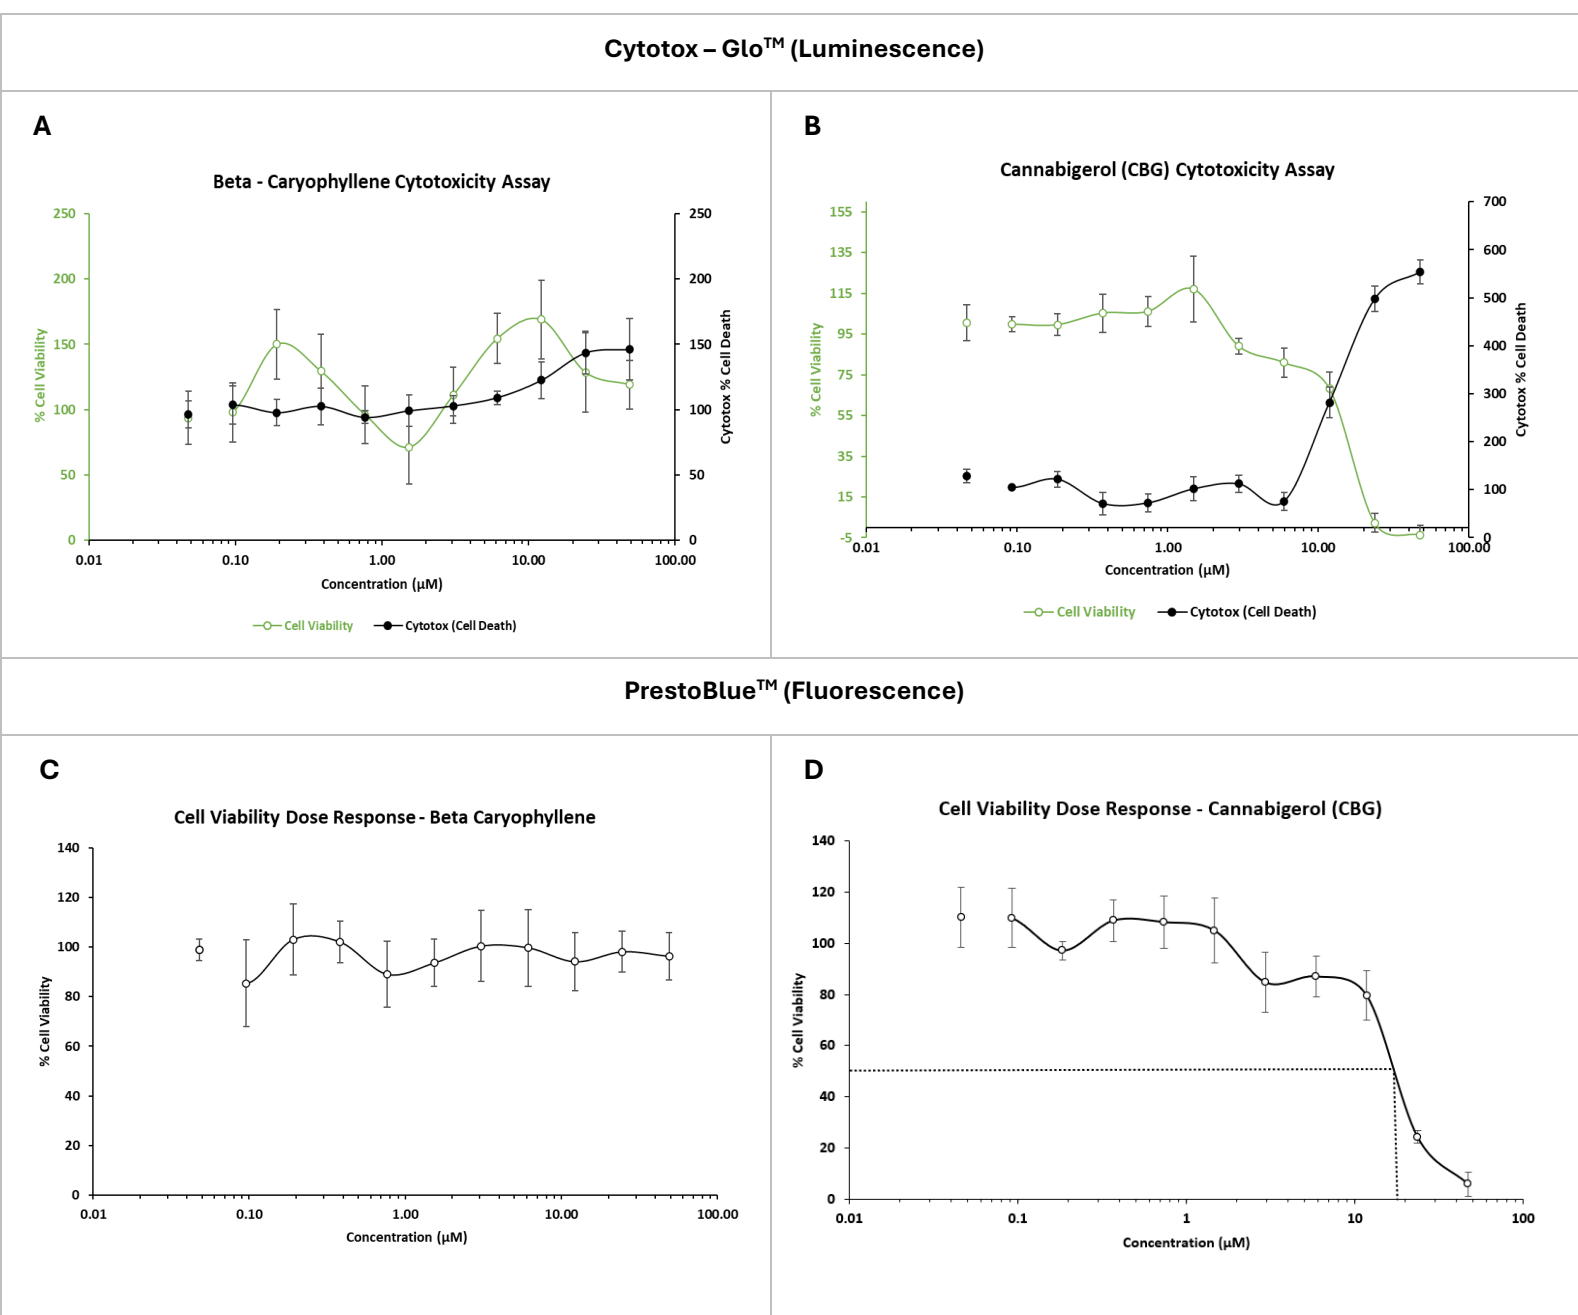 Cytotox – Glo™ (Luminescence)
A
Beta - Caryophyllene Cytotoxicity Assay
250
200
150
100
50
0
% Cell Viability
250
200
150
100
50
0
Cytotox % Cell Death
0.01
0.10
1.00
10.00
100.00
Concentration (µM)
Cell Viability
Cytotox (Cell Death)
B
Cannabigerol (CBG) Cytotoxicity Assay
155
135
115
95
75
55
35
15
-5
% Cell Viability
700
600
500
400
300
200
100
0
Cytotox % Cell Death
0.01
0.10
1.00
10.00
100.00
Concentration (µM)
Cell Viability
Cytotox (Cell Death)
PrestoBlue™ (Fluorescence)
C
Cell Viability Dose Response - Beta Caryophyllene
140
120
100
80
60
40
20
0
% Cell Viability
0.01
0.10
1.00
10.00
100.00
Concentration (µM)
D
Cell Viability Dose Response - Cannabigerol (CBG)
140
120
100
80
60
40
20
0
% Cell Viability
0.01
0.1
1
10
100
Concentration (µM)